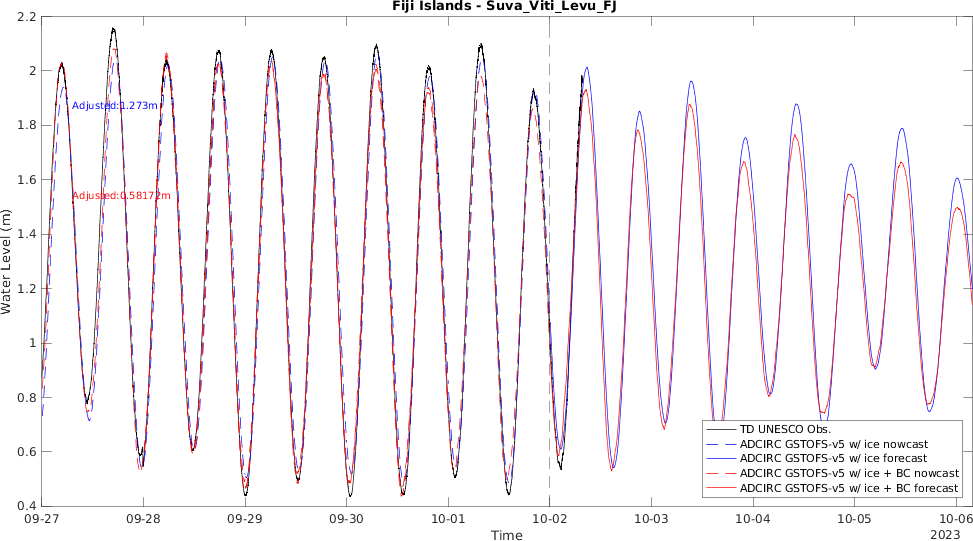 Fiji Islands - Suva_Viti_Levu_FJ
2.2
2
1.8
1.6
1.4
1.2
1
0.8
0.6
0.4
Water Level (m)
Adjusted:1.273m
Adjusted:0.58172m
TD UNESCO Obs.
ADCIRC GSTOFS-v5 w/ ice nowcast
ADCIRC GSTOFS-v5 w/ ice forecast
ADCIRC GSTOFS-v5 w/ ice + BC nowcast
ADCIRC GSTOFS-v5 w/ ice + BC forecast
09-27 09-28 09-29 09-30 10-01 10-02 10-03 10-04 10-05 10-06
2023
Time